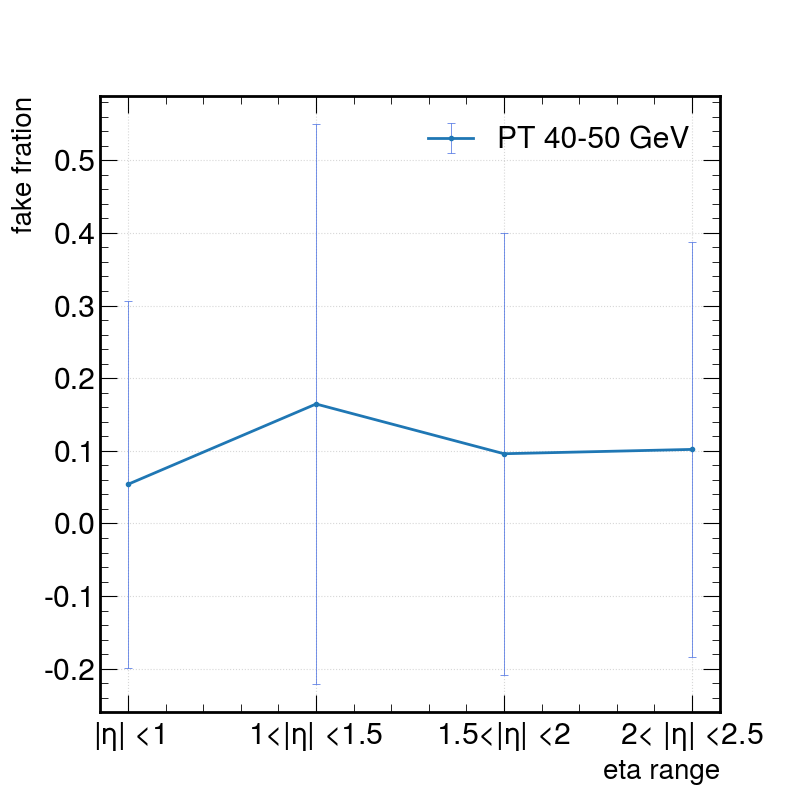 fake fration
PT 40-50 GeV
0.5
0.4
0.3
0.2
0.1
0.0
-0.1
-0.2
|η| <1
1<|η| <1.5
1.5<|η| <2
2< |η| <2.5
eta range